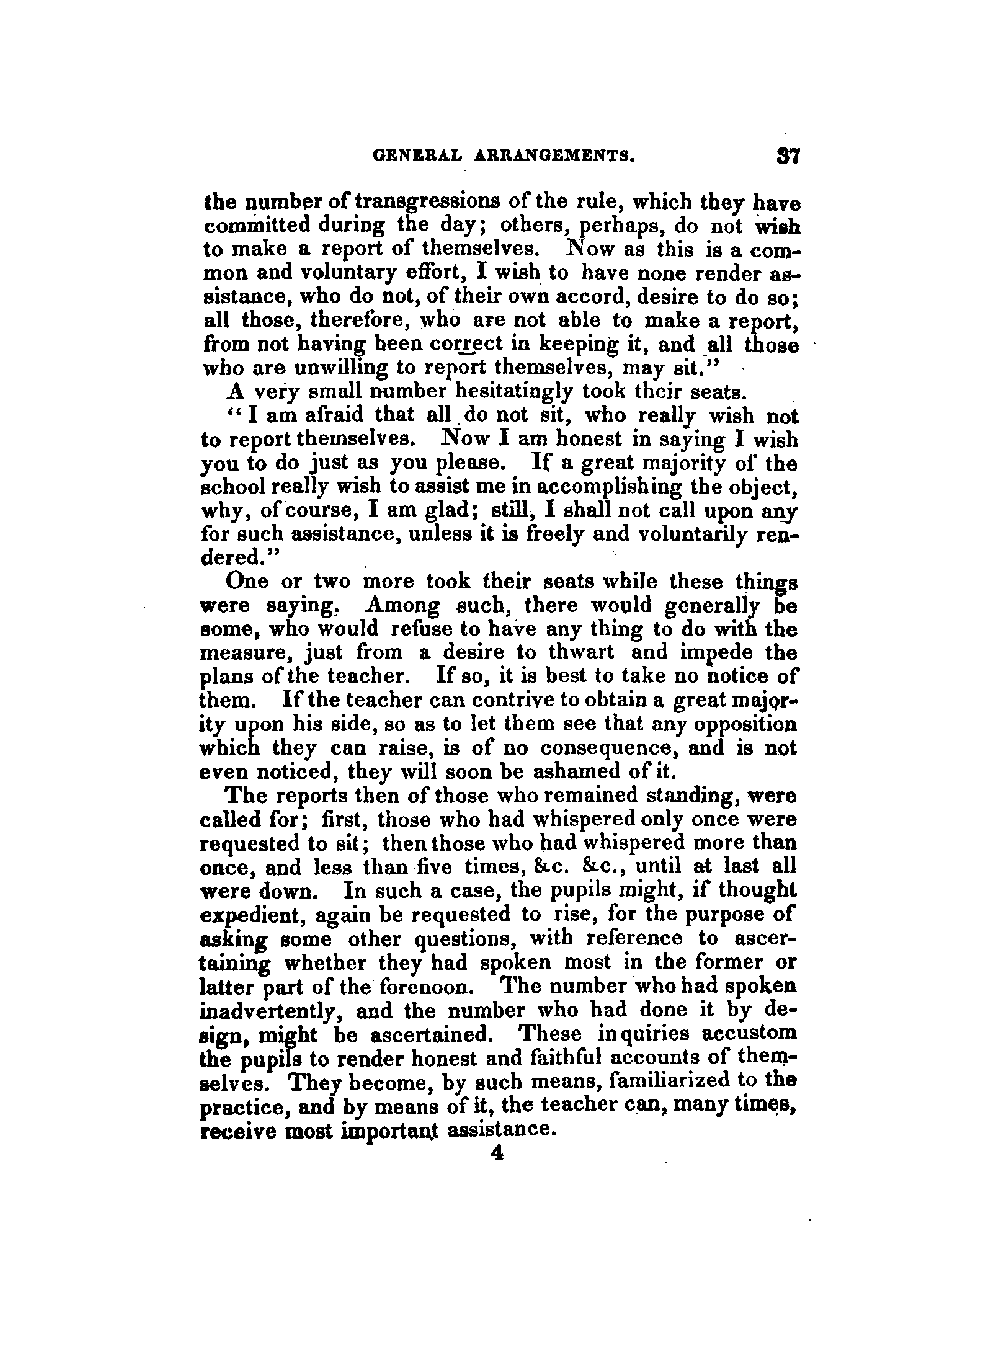 GENERAL ARRANGEMENTS. 37
the number of transgressions of the rule, which they have
committed during the day; others, perhaps, do not wish
to make a report of themselves. Now as this is a com-
mon and voluntary effort, I wish to have none render as-
sistance, who do not, of their own accord, desire to do so;
all those, therefore, who are not able to make a report,
from not having been correct in keeping it, and all those
who are unwilling to report themselves, may sit."
A very small number hesitatingly took their seats.
"I am afraid that all do not sit, who really wish not
to report themselves. Now I am honest in saying I wish
you to do just as you please. If a great majority of the
school really wish to assist me in accomplishing the object,
why, of course, I am glad; still, I shall not call upon any
for such assistance, unless it is freely and voluntarily ren-
dered."
One or two more took their seats while these things
were saying. Among such, there would generally be
some, who would refuse to have any thing to do with the
measure, just from a desire to thwart and impede the
plans of the teacher. If so, it is best to take no notice of
them. If the teacher can contrive to obtain a great major-
ity upon his side, so as to let them see that any opposition
which they can raise, is of no consequence, and is not
even noticed, they will soon be ashamed of it.
The reports then of those who remained standing, were
called for; first, those who had whispered only once were
requested to sit; then those who had whispered more than
once, and less than five times, &c. &c., until at last all
were down. In such a case, the pupils might, if thought
expedient, again be requested to rise, for the purpose of
asking some other questions, with reference to ascer-
taining whether they had spoken most in the former or
latter part of the forenoon. The number who had spoken
inadvertently, and the number who had done it by de-
sign, might be ascertained. These inquiries accustom
the pupils to render honest and faithful accounts of them-
selves. They become, by such means, familiarized to the
practice, and by means of it, the teacher can, many times,
receive most important assistance.
4